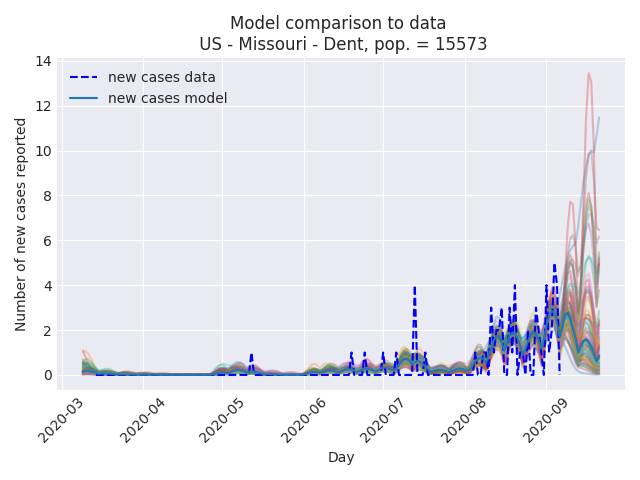 Model comparison to data
US - Missouri - Dent, pop. = 15573
new cases data
new cases model
Number of new cases reported
14
12
10
8
6
4
2
0
2020-03
2020-04
2020-05
2020-06
2020-07
2020-08
2020-09
Day